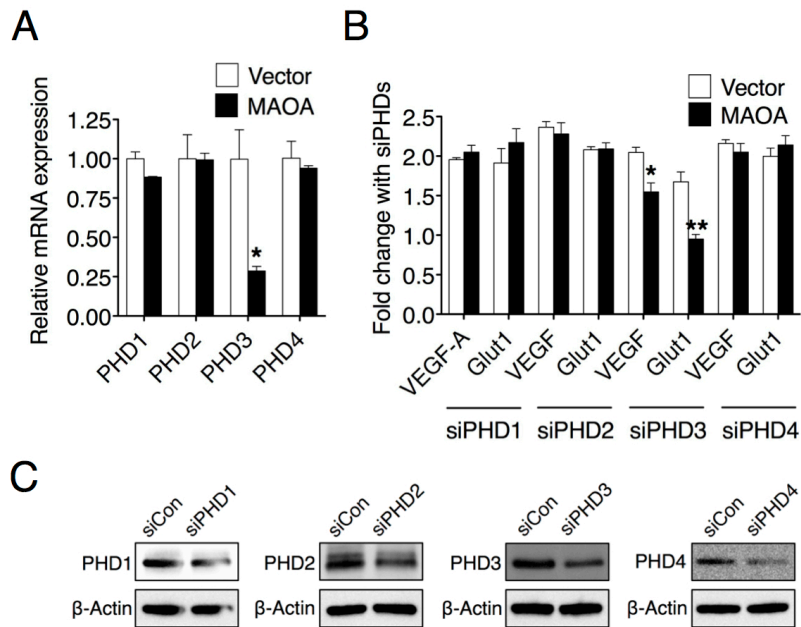 A
Vector
MAOA
Relative mRNA expression
1.25
1.00
0.75
0.50
0.25
0.00
*
PHD1
PHD2
PHD3
PHD4
B
Vector
MAOA
Fold change with siPHDs
2.5
2.0
1.5
1.0
0.5
0.0
*
**
VEGF-A
Glut1
VEGF
Glut1
VEGF
Glut1
VEGF
Glut1
siPHD1
siPHD2
siPHD3
siPHD4
C
siCon
siPHD1
PHD1
β-Actin
siCon
siPHD2
PHD2
β-Actin
siCon
siPHD3
PHD3
β-Actin
siCon
siPHD4
PHD4
β-Actin